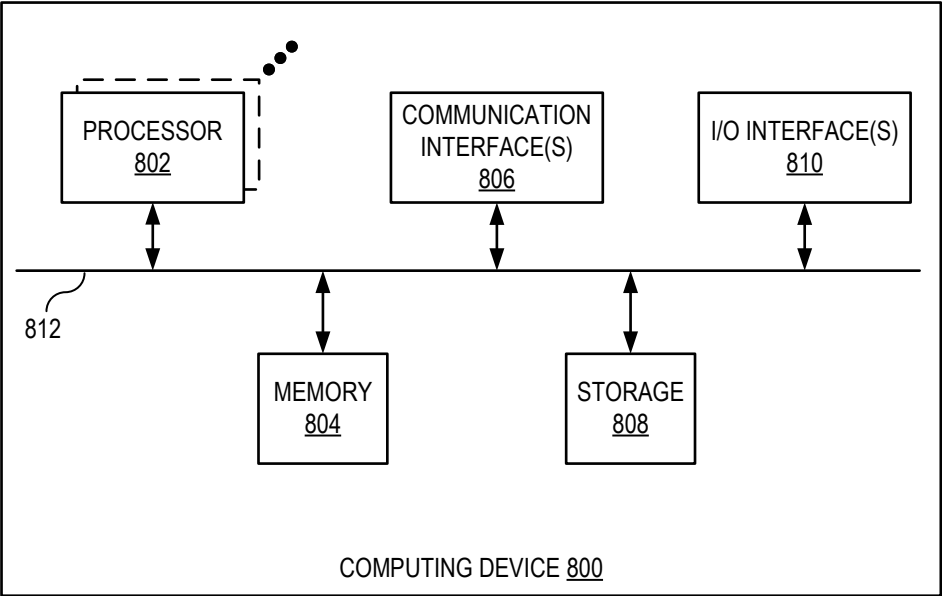 PROCESSOR
802
COMMUNICATION
INTERFACE(S)
806
I/O INTERFACE(S)
810
812
MEMORY
804
STORAGE
808
COMPUTING DEVICE 800